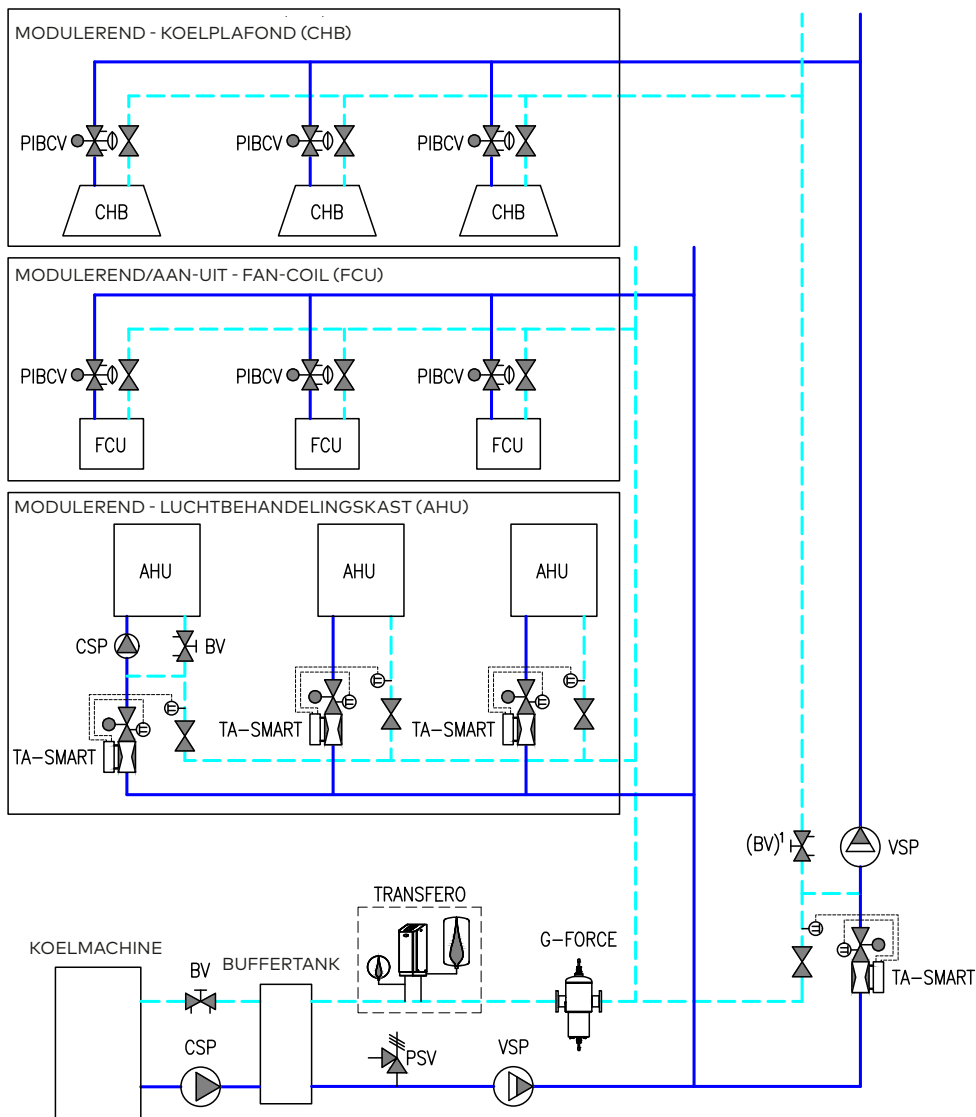 MODULEREND - KOELPLAFOND (CHB)
PIBCV PIBCV PIBCV
CHB CHB CHB
MODULEREND/AAN-UIT - FAN-COIL (FCU)
PIBCV PIBCV PIBCV
FCU FCU FCU
MODULEREND - LUCHTBEHANDELINGSKAST (AHU)
AHU AHU AHU
CSP BV
TA-SMART TA-SMART TA-SMART
(BV)¹ VSP
TRANSFERO
G-FORCE
KOELMACHINE
BV BUFFERTANK
TA-SMART
CSP PSV VSP